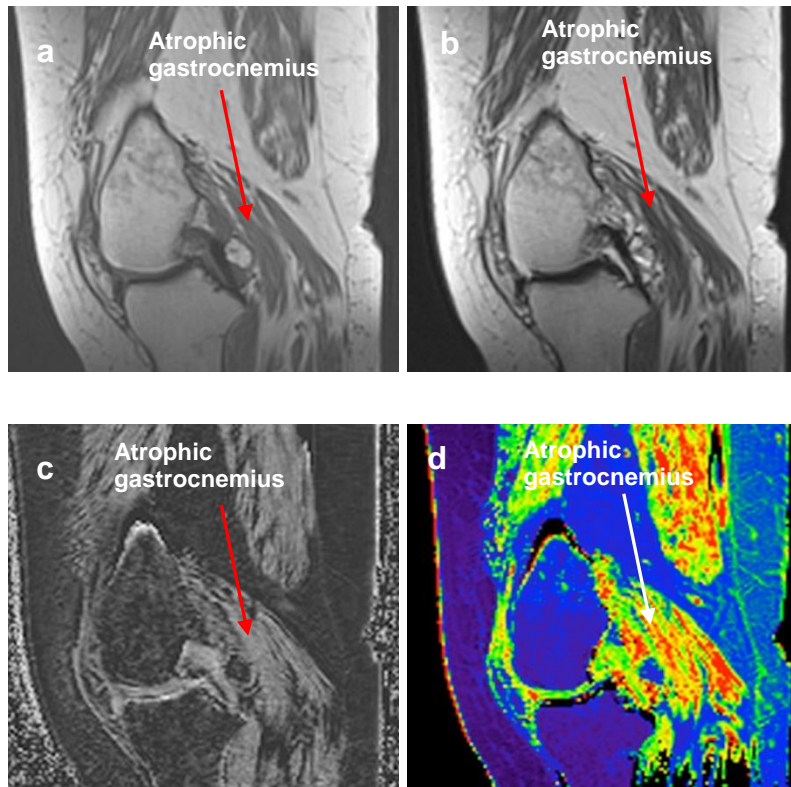 a
Atrophic
gastrocnemius
b
Atrophic
gastrocnemius
c
Atrophic
gastrocnemius
d
Atrophic
gastrocnemius